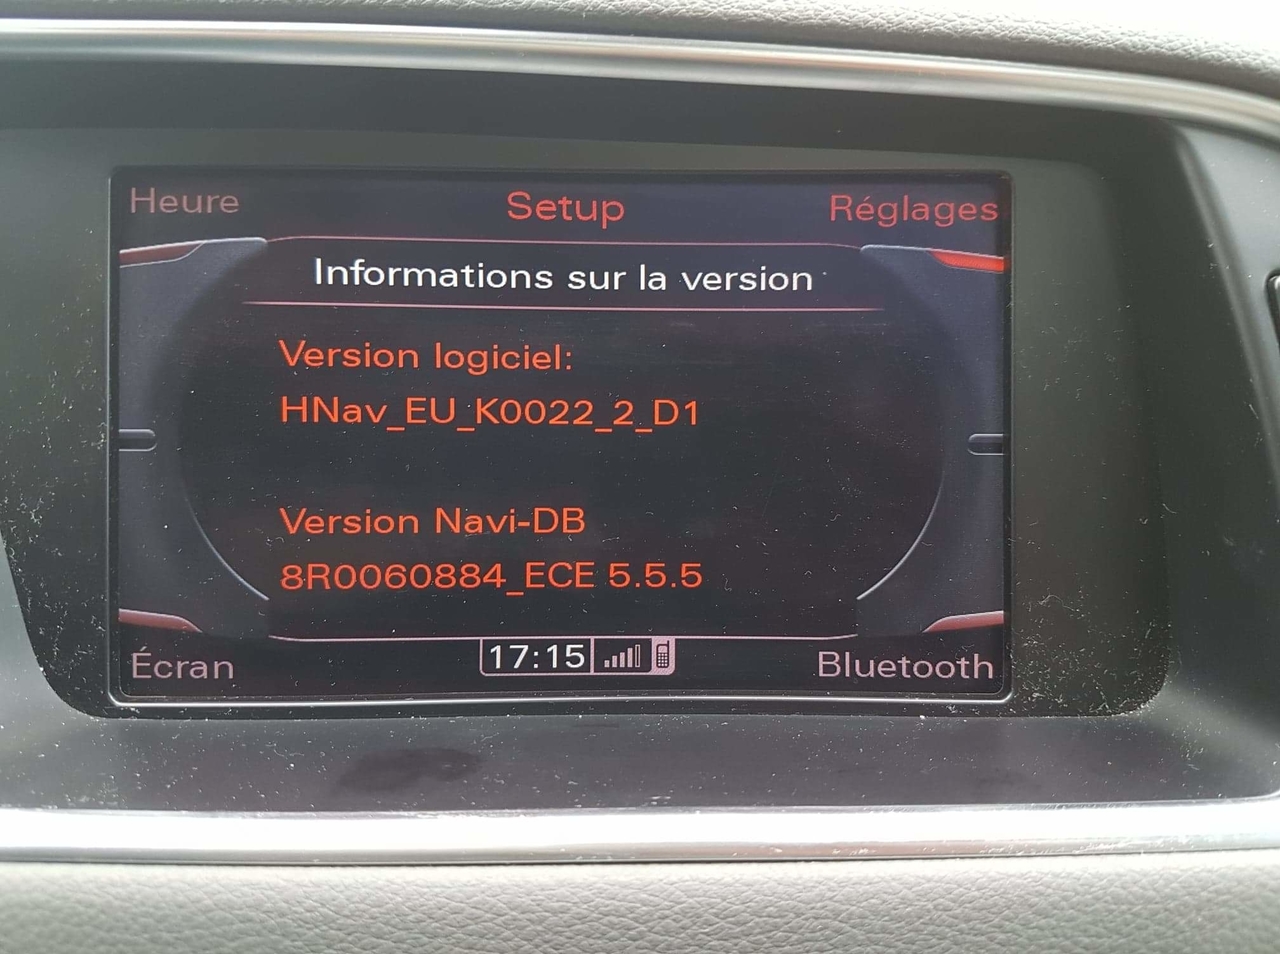 Heure Setup Réglages
Informations sur la version
Version logiciel:
HNav_EU_K0022_2_D1
Version Navi-DB
8R0060884_ECE 5.5.5
Écran 17:15 Bluetooth